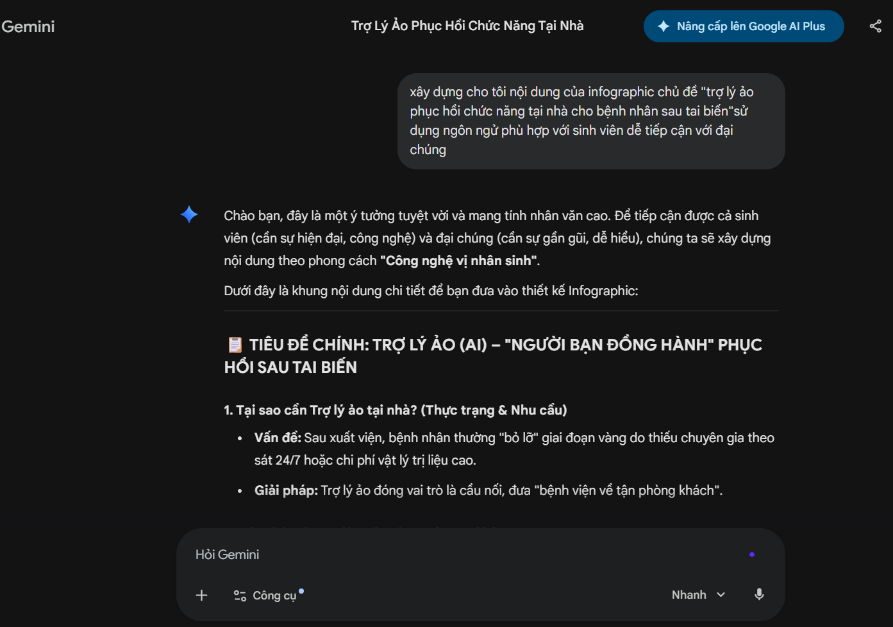 Gemini
Trợ Lý Ảo Phục Hồi Chức Năng Tại Nhà
Nâng cấp lên Google AI Plus
xây dựng cho tôi nội dung của infographic chủ đề "trợ lý ảo
phục hồi chức năng tại nhà cho bệnh nhân sau tai biến"sử
dụng ngôn ngữ phù hợp với sinh viên dễ tiếp cận với đại
chúng
Chào bạn, đây là một ý tưởng tuyệt vời và mang tính nhân văn cao. Để tiếp cận được cả sinh
viên (cần sự hiện đại, công nghệ) và đại chúng (cần sự gần gũi, dễ hiểu), chúng ta sẽ xây dựng
nội dung theo phong cách "Công nghệ vị nhân sinh".
Dưới đây là khung nội dung chi tiết để bạn đưa vào thiết kế Infographic:
TIÊU ĐỀ CHÍNH: TRỢ LÝ ẢO (AI) – "NGƯỜI BẠN ĐỒNG HÀNH" PHỤC
HỒI SAU TAI BIẾN
1. Tại sao cần Trợ lý ảo tại nhà? (Thực trạng & Nhu cầu)
• Vấn đề: Sau xuất viện, bệnh nhân thường "bỏ lỡ" giai đoạn vàng do thiếu chuyên gia theo
sát 24/7 hoặc chi phí vật lý trị liệu cao.
• Giải pháp: Trợ lý ảo đóng vai trò là cầu nối, đưa "bệnh viện về tận phòng khách".
Hỏi Gemini
Công cụ
Nhanh